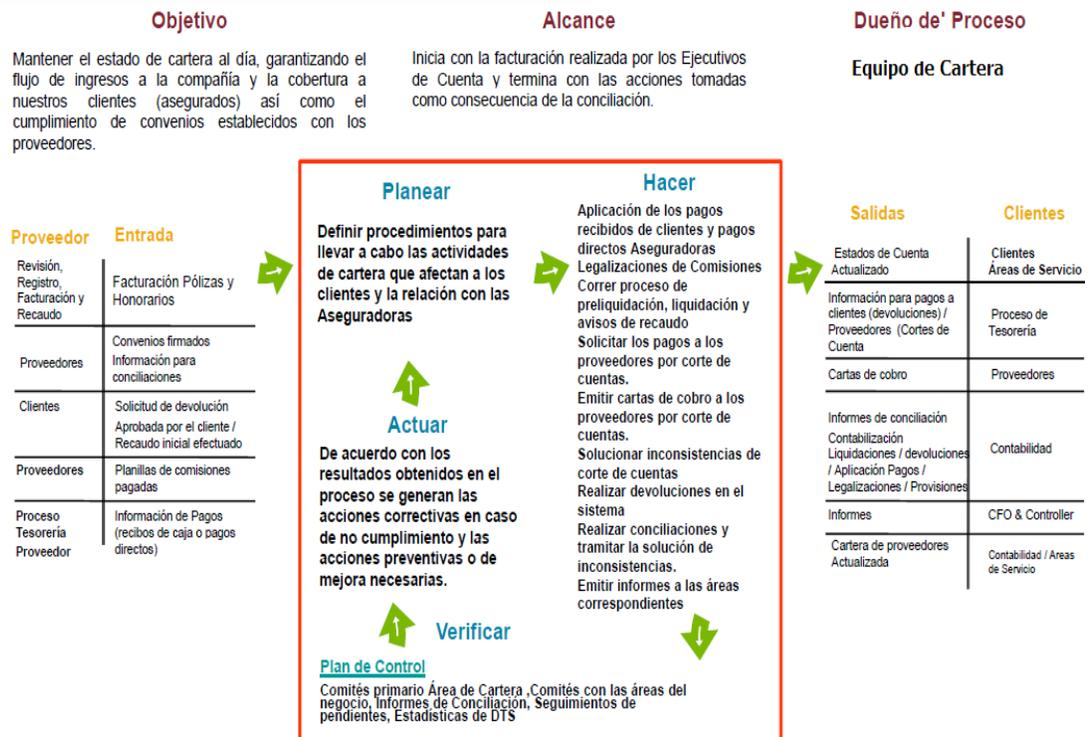 Objetivo
Mantener el estado de cartera al día, garantizando el
flujo de ingresos a la compañía y la cobertura a
nuestros clientes (asegurados) así como el
cumplimiento de convenios establecidos con los
proveedores.
Alcance
Inicia con la facturación realizada por los Ejecutivos
de Cuenta y termina con las acciones tomadas
como consecuencia de la conciliación.
Dueño de' Proceso
Equipo de Cartera
Proveedor
Entrada
Revisión,
Registro,
Facturación y
Recaudo
Facturación Pólizas y
Honorarios
Proveedores
Convenios firmados
Información para
conciliaciones
Clientes
Solicitud de devolución
Aprobada por el cliente /
Recaudo inicial efectuado
Proveedores
Planillas de comisiones
pagadas
Proceso
Tesorería
Proveedor
Información de Pagos
(recibos de caja o pagos
directos)
Planear
Definir procedimientos para
llevar a cabo las actividades
de cartera que afectan a los
clientes y la relación con las
Aseguradoras
Hacer
Aplicación de los pagos
recibidos de clientes y pagos
directos Aseguradoras
Legalizaciones de Comisiones
Correr proceso de
preliquidación, liquidación y
avisos de recaudo
Solicitar los pagos a los
proveedores por corte de
cuentas.
Emitir cartas de cobro a los
proveedores por corte de
cuentas.
Solucionar inconsistencias de
corte de cuentas
Realizar devoluciones en el
sistema
Realizar conciliaciones y
tramitar la solución de
inconsistencias.
Emitir informes a las áreas
correspondientes
Actuar
De acuerdo con los
resultados obtenidos en el
proceso se generan las
acciones correctivas en caso
de no cumplimiento y las
acciones preventivas o de
mejora necesarias.
Verificar
Plan de Control
Comités primario Área de Cartera ,Comités con las áreas del
negocio, Informes de Conciliación, Seguimientos de
pendientes, Estadísticas de DTS
Salidas
Clientes
Estados de Cuenta
Actualizado
Clientes
Áreas de Servicio
Información para pagos a
clientes (devoluciones) /
Proveedores (Cortes de
Cuenta
Proceso de
Tesorería
Cartas de cobro
Proveedores
Informes de conciliación
Contabilización
Liquidaciones / devoluciones
/ Aplicación Pagos /
Legalizaciones / Provisiones
Contabilidad
Informes
CFO & Controller
Cartera de proveedores
Actualizada
Contabilidad / Areas
de Servicio